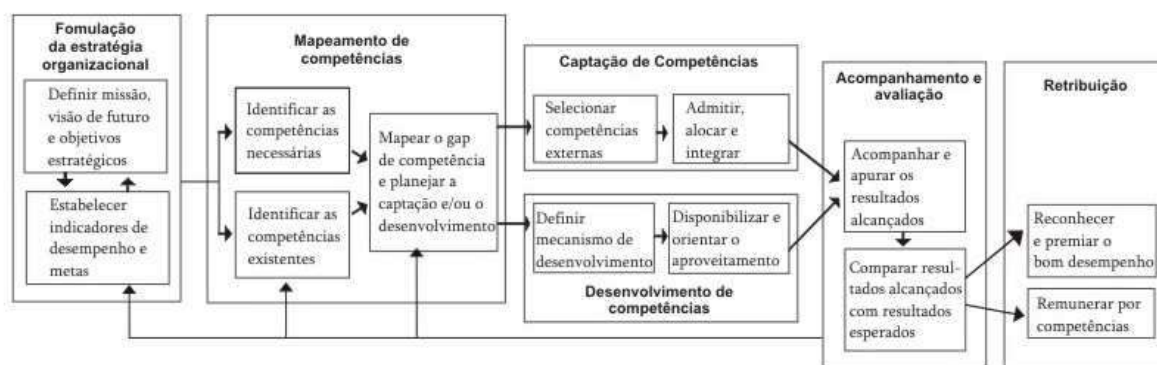 Fomulação
da estratégia
organizacional
Definir missão,
visão de futuro
e objetivos
estratégicos
Estabelecer
indicadores de
desempenho e
metas
Mapeamento de
competências
Identificar as
competências
necessárias
Identificar as
competências
existentes
Mapear o gap
de competência
e planejar a
captação e/ou o
desenvolvimento
Captação de Competências
Selecionar
competências
externas
Admitir,
alocar e
integrar
Definir
mecanismo de
desenvolvimento
Disponibilizar e
orientar o
aproveitamento
Desenvolvimento de
competências
Acompanhamento e
avaliação
Acompanhar e
apurar os
resultados
alcançados
Comparar resul-
tados alcançados
com resultados
esperados
Retribuição
Reconhecer
e premiar o
bom desempenho
Remunerar por
competências